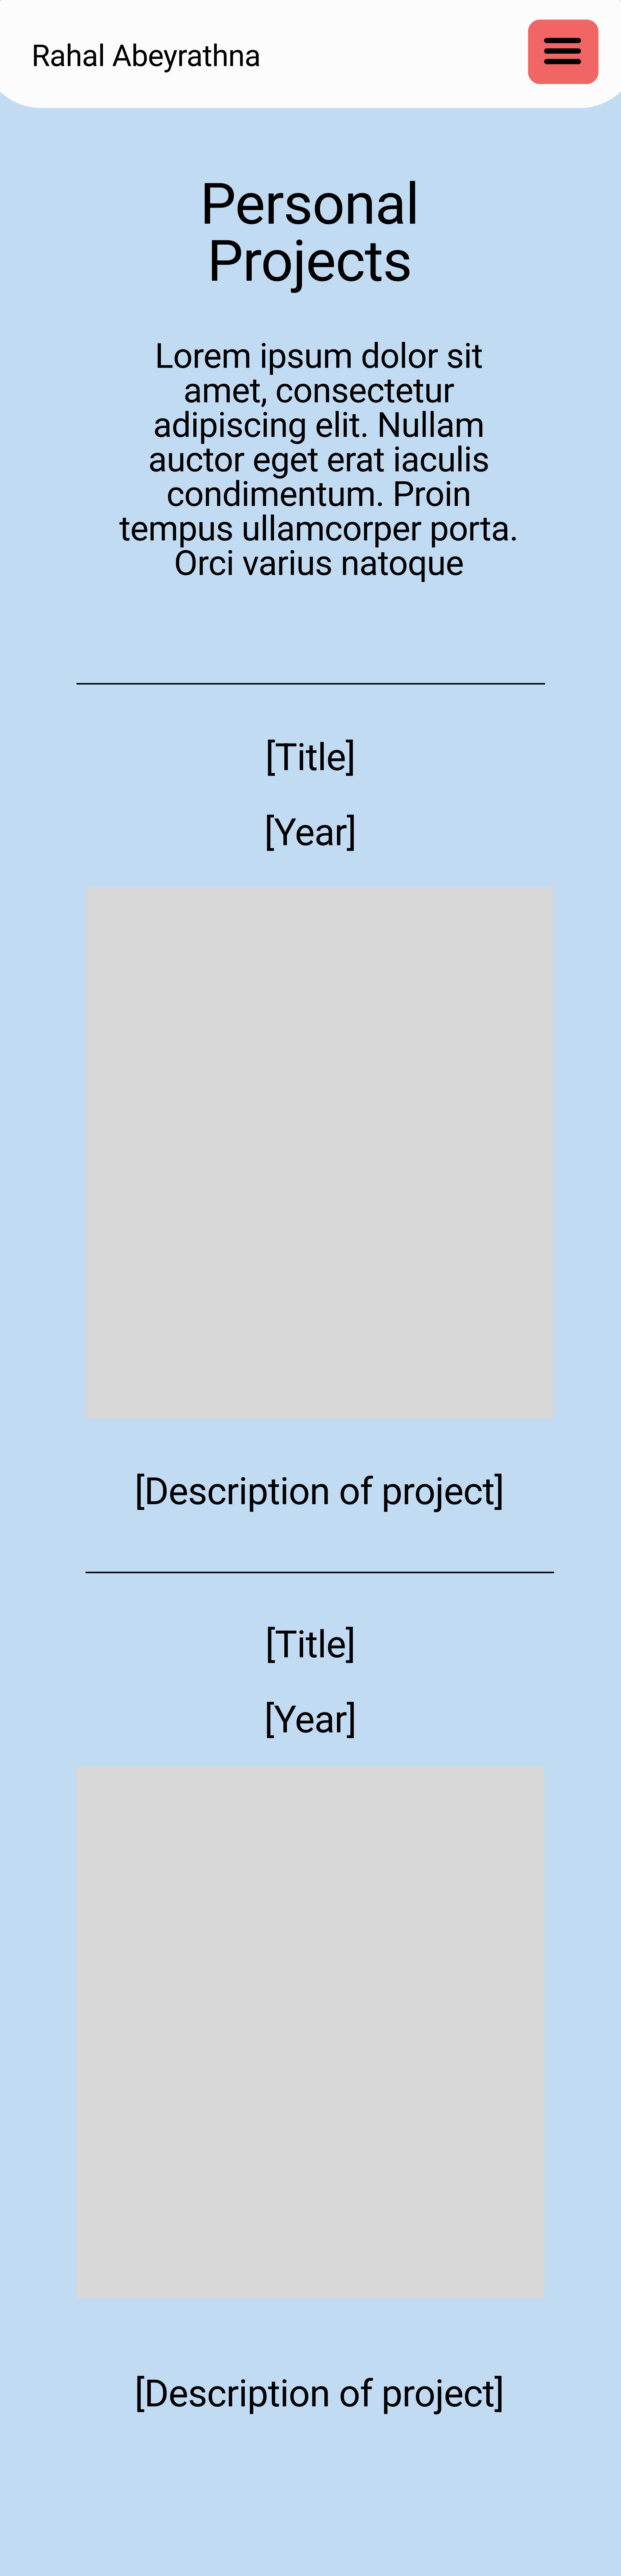 Rahal Abeyrathna
Personal
Projects
Lorem ipsum dolor sit
amet, consectetur
adipiscing elit. Nullam
auctor eget erat iaculis
condimentum. Proin
tempus ullamcorper porta.
Orci varius natoque
[Title]
[Year]
[Description of project]
[Title]
[Year]
[Description of project]